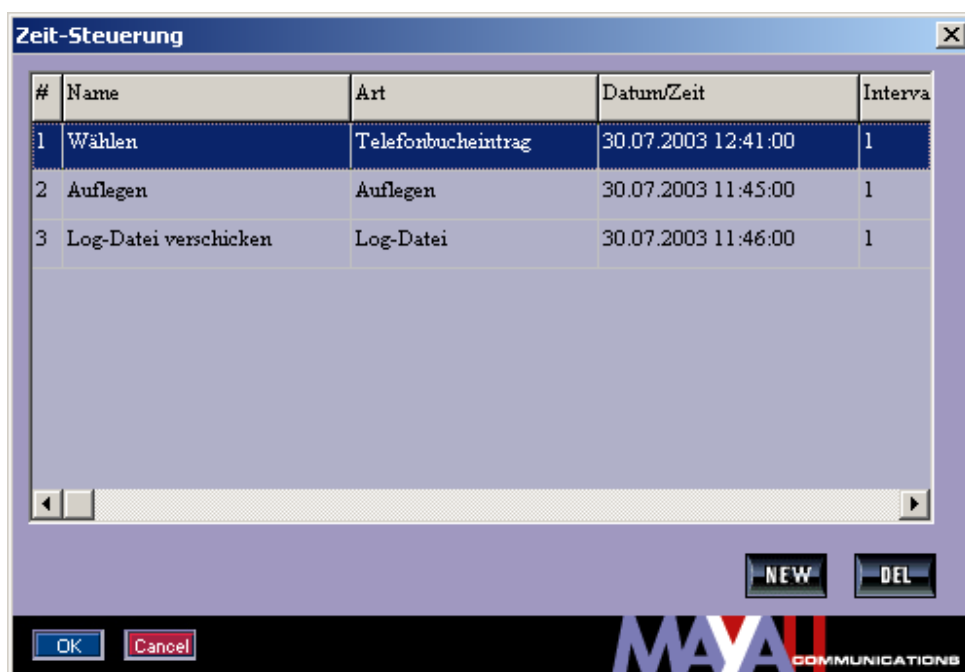 Zeit-Steuerung
# Name Art Datum/Zeit Interva
1 Wählen Telefonbucheintrag 30.07.2003 12:41:00 1
2 Auflegen Auflegen 30.07.2003 11:45:00 1
3 Log-Datei verschicken Log-Datei 30.07.2003 11:46:00 1
NEW DEL
OK Cancel
MAYAH COMMUNICATIONS